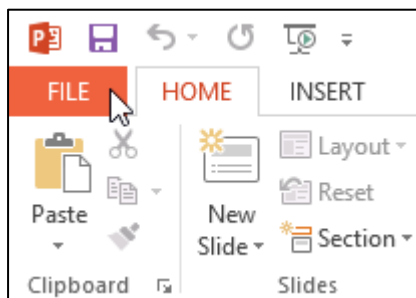 P
FILE HOME INSERT
Layout
Paste New Reset
Slide Section
Clipboard Slides